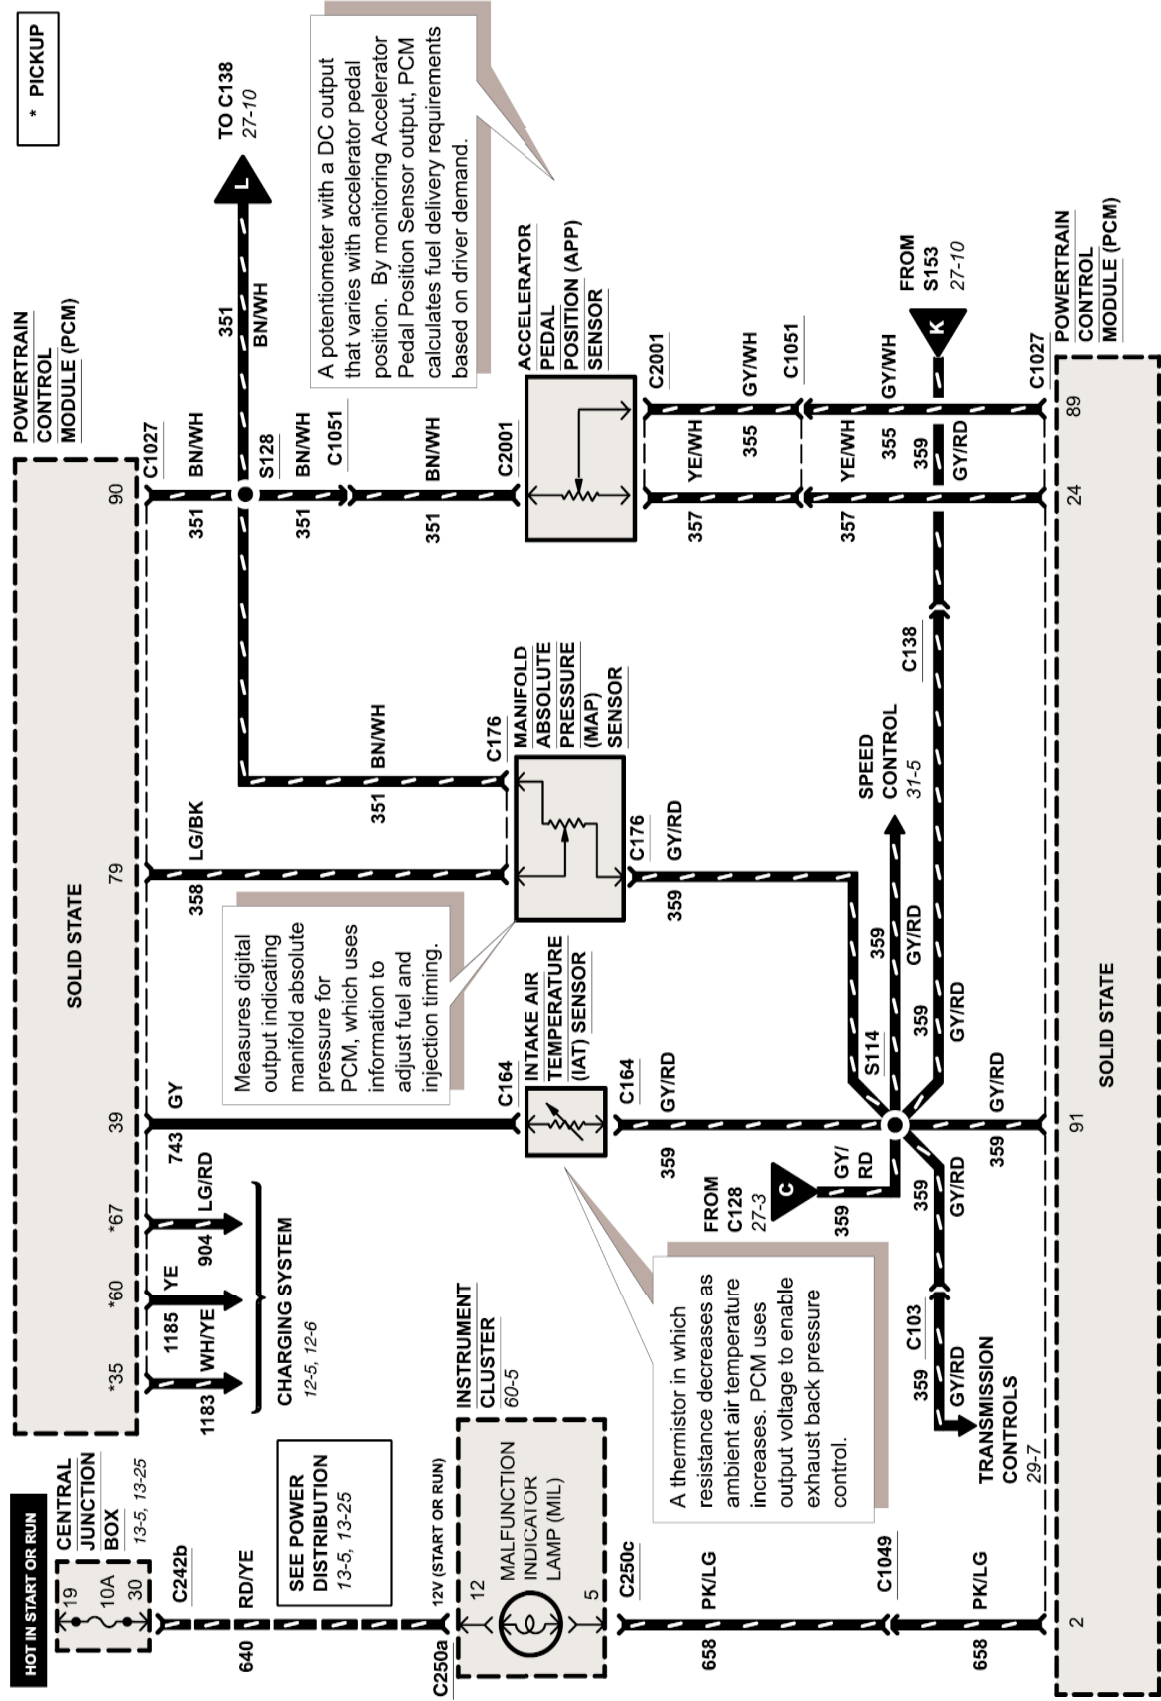 HOT IN START OR RUN
* PICKUP
CENTRAL
JUNCTION
BOX
13-5, 13-25
19
10A
30
C242b
640
RD/YE
SEE POWER
DISTRIBUTION
13-5, 13-25
12V (START OR RUN)
C250a
12
MALFUNCTION
INDICATOR
LAMP (MIL)
5
INSTRUMENT
CLUSTER
60-5
C250c
658
PK/LG
C1049
658
PK/LG
2
POWERTRAIN
CONTROL
MODULE (PCM)
SOLID STATE
*35
*60
*67
39
79
90
C1027
1183
WH/YE
1185
YE
904
LG/RD
CHARGING SYSTEM
12-5, 12-6
743
GY
358
LG/BK
351
BN/WH
S128
351
BN/WH
TO C138
27-10
L
351
BN/WH
C1051
351
BN/WH
C2001
351
BN/WH
C176
Measures digital
output indicating
manifold absolute
pressure for
PCM, which uses
information to
adjust fuel and
injection timing.
A potentiometer with a DC output
that varies with accelerator pedal
position. By monitoring Accelerator
Pedal Position Sensor output, PCM
calculates fuel delivery requirements
based on driver demand.
C164
INTAKE AIR
TEMPERATURE
(IAT) SENSOR
C164
MANIFOLD
ABSOLUTE
PRESSURE
(MAP)
SENSOR
C176
ACCELERATOR
PEDAL
POSITION (APP)
SENSOR
C2001
359
GY/RD
359
GY/RD
357
YE/WH
355
GY/WH
C1051
357
YE/WH
355
GY/WH
A thermistor in which
resistance decreases as
ambient air temperature
increases. PCM uses
output voltage to enable
exhaust back pressure
control.
FROM
C128
27-3
C
359
GY/
RD
S114
359
GY/RD
SPEED
CONTROL
31-5
359
GY/RD
C138
359
GY/RD
FROM
S153
27-10
K
359
GY/RD
C103
359
GY/RD
TRANSMISSION
CONTROLS
29-7
359
GY/RD
C1027
91
24
89
SOLID STATE
POWERTRAIN
CONTROL
MODULE (PCM)